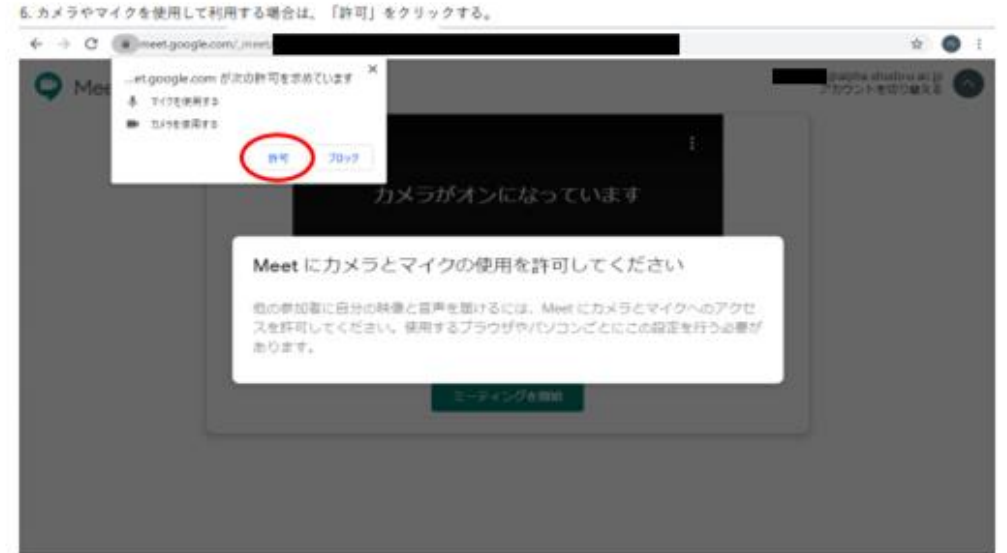 6. カメラやマイクを使用して利用する場合は、「許可」をクリックする。
meet.google.com/_meet/
...et.google.com が次の許可を求めています
マイクを使用する
カメラを使用する
許可 ブロック
Mee
アカウントを切り替える
カメラがオンになっています
Meet にカメラとマイクの使用を許可してください
他の参加者に自分の映像と音声を届けるには、Meet にカメラとマイクへのアクセ
スを許可してください。使用するブラウザやパソコンごとにこの設定を行う必要が
あります。
ミーティングを開始